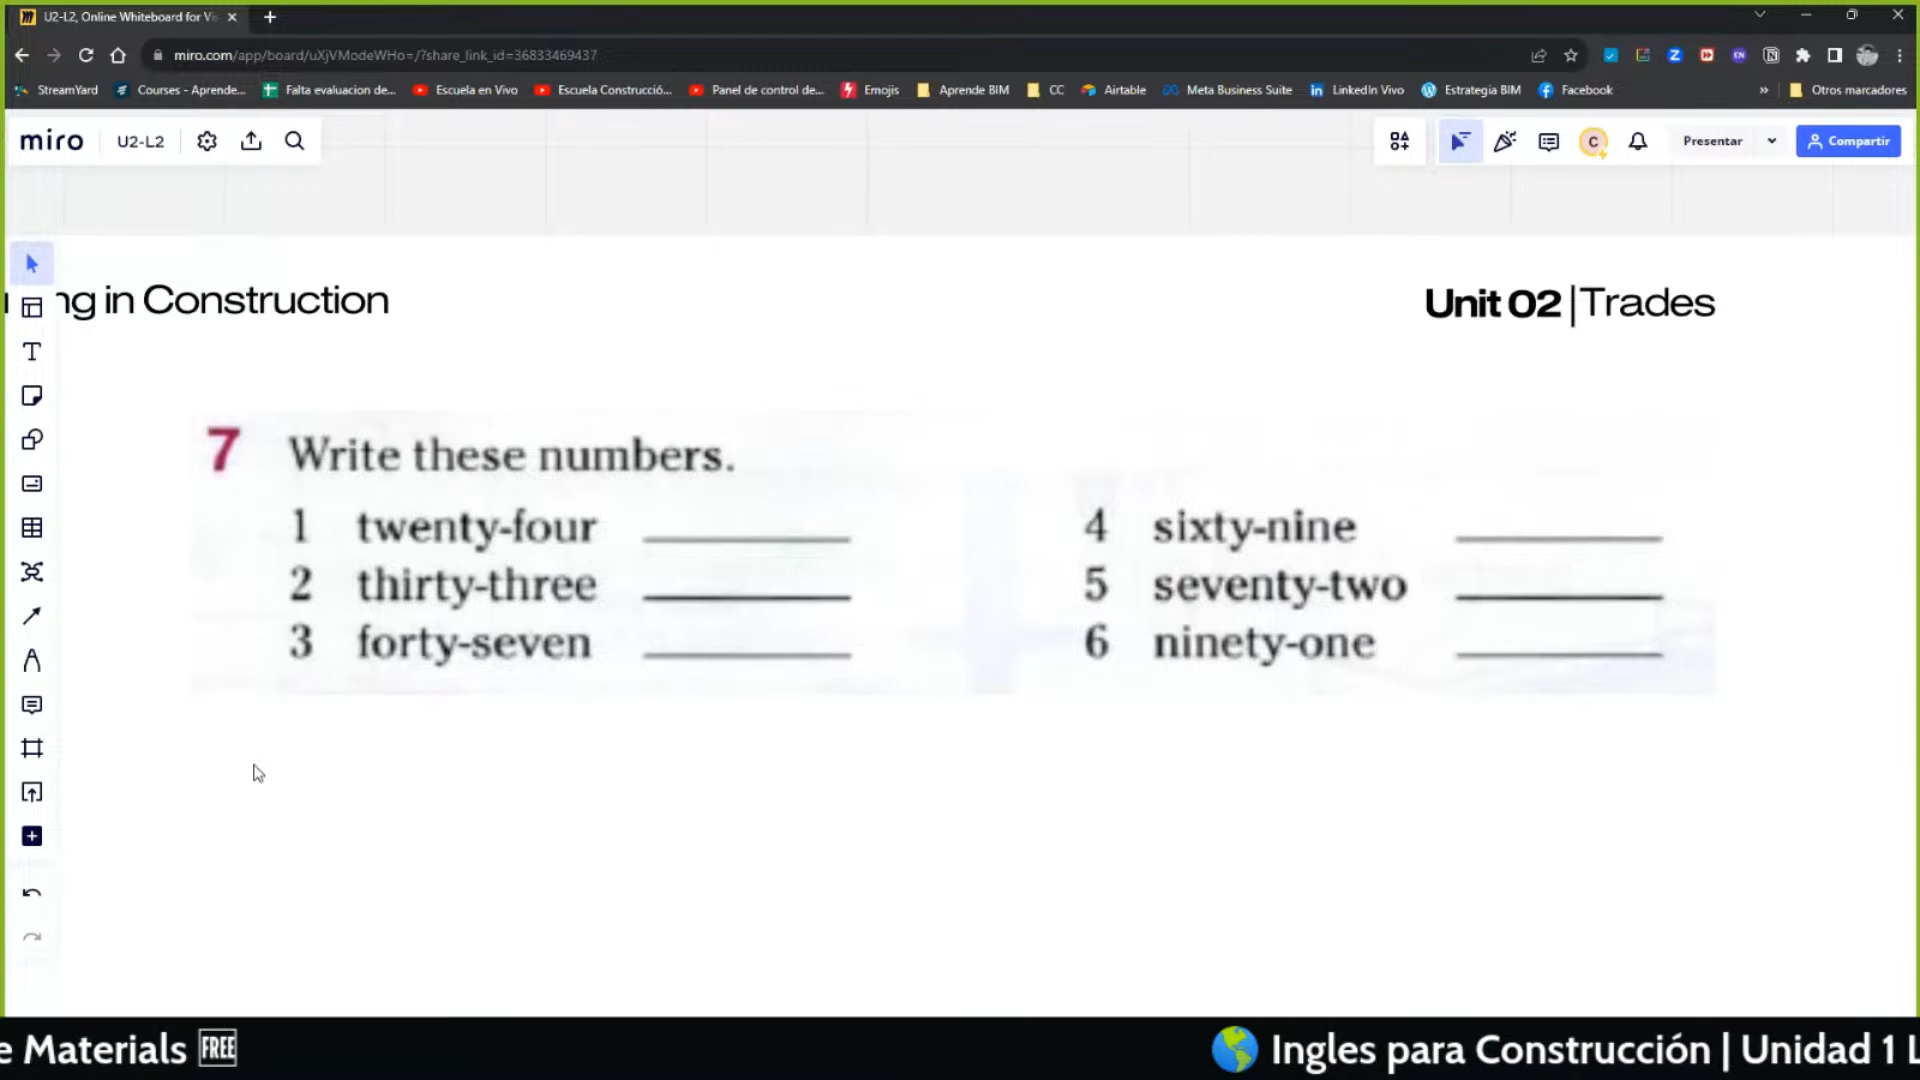 U2-L2, Online Whiteboard for Vi
miro.com/app/board/uXjVModeWHo=/?share_link_id=36833469437
StreamYard Courses - Aprende... Falta evaluacion de... Escuela en Vivo Escuela Construcció... Panel de control de... Emojis Aprende BIM CC Airtable Meta Business Suite LinkedIn Vivo Estrategia BIM Facebook » Otros marcadores
miro U2-L2 C Presentar Compartir
ng in Construction
Unit 02 | Trades
7 Write these numbers.
1 twenty-four
2 thirty-three
3 forty-seven
4 sixty-nine
5 seventy-two
6 ninety-one
e Materials FREE
Ingles para Construcción | Unidad 1 L